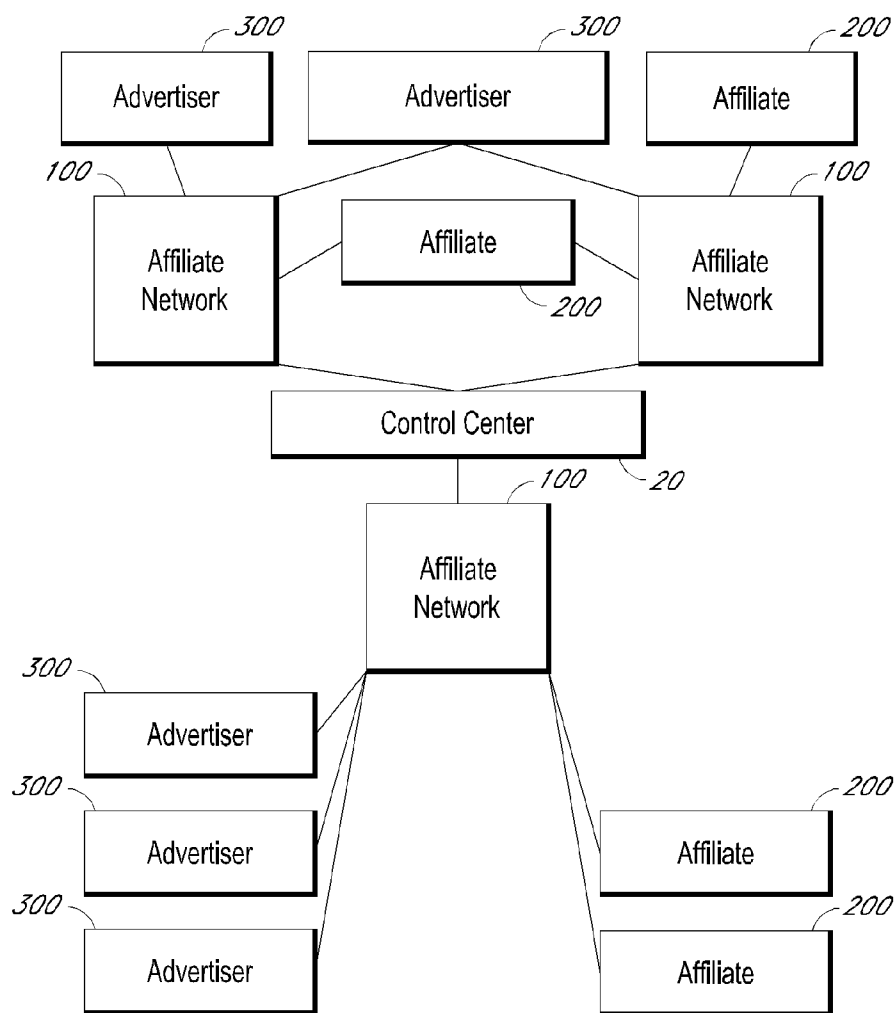 300
300
200
Advertiser
Advertiser
Affiliate
100
100
Affiliate
Network
Affiliate
Affiliate
Network
200
Control Center
20
100
Affiliate
Network
300
Advertiser
300
200
Advertiser
Affiliate
300
200
Advertiser
Affiliate